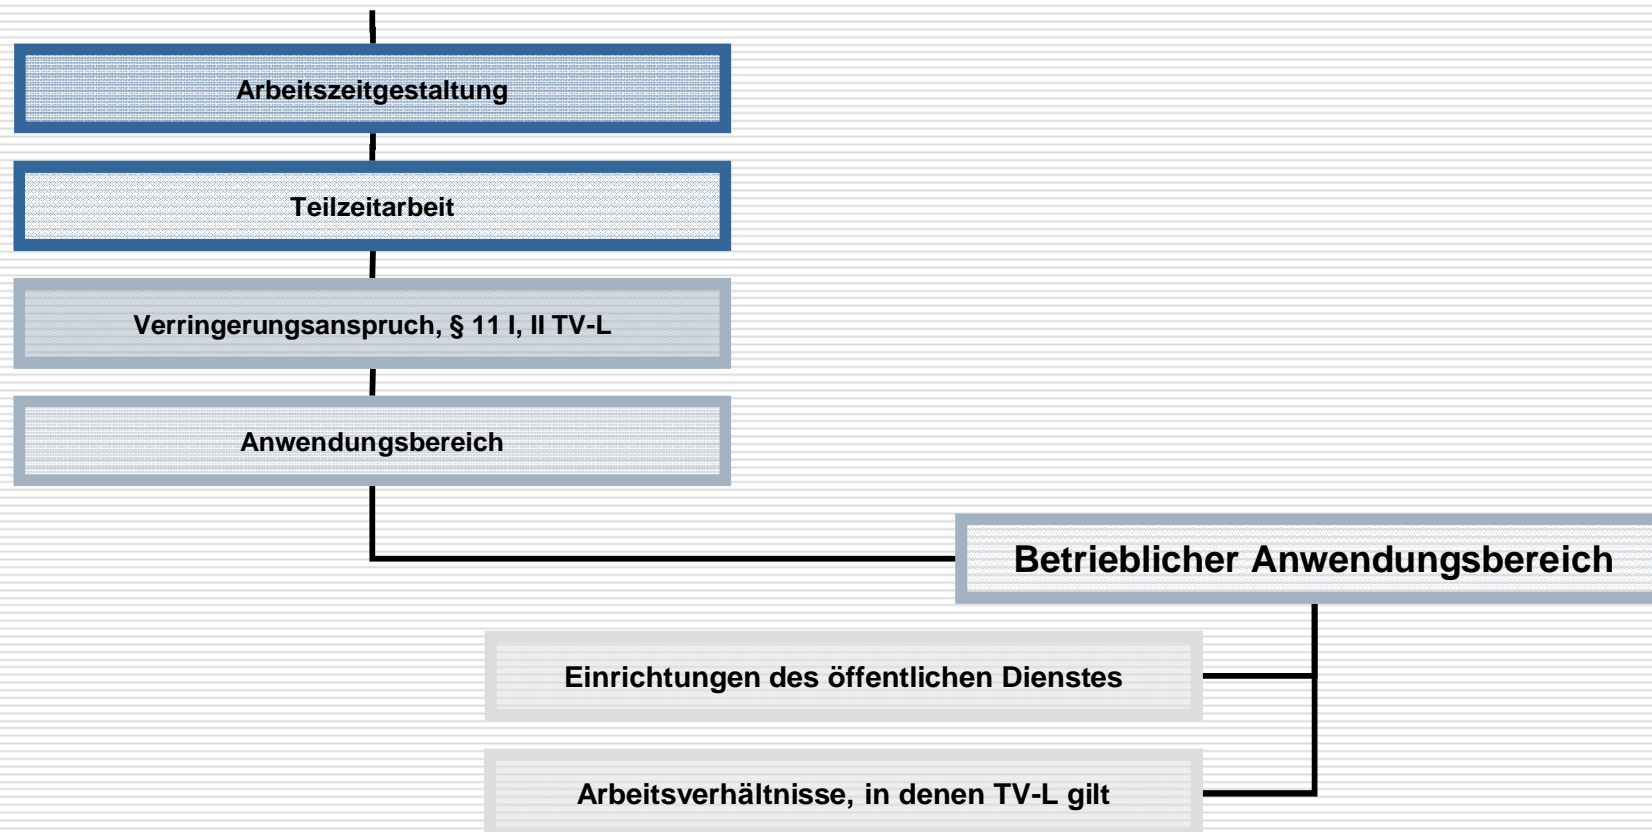 Arbeitszeitgestaltung
Teilzeitarbeit
Verringerungsanspruch, § 11 I, II TV-L
Anwendungsbereich
Betrieblicher Anwendungsbereich
Einrichtungen des öffentlichen Dienstes
Arbeitsverhältnisse, in denen TV-L gilt